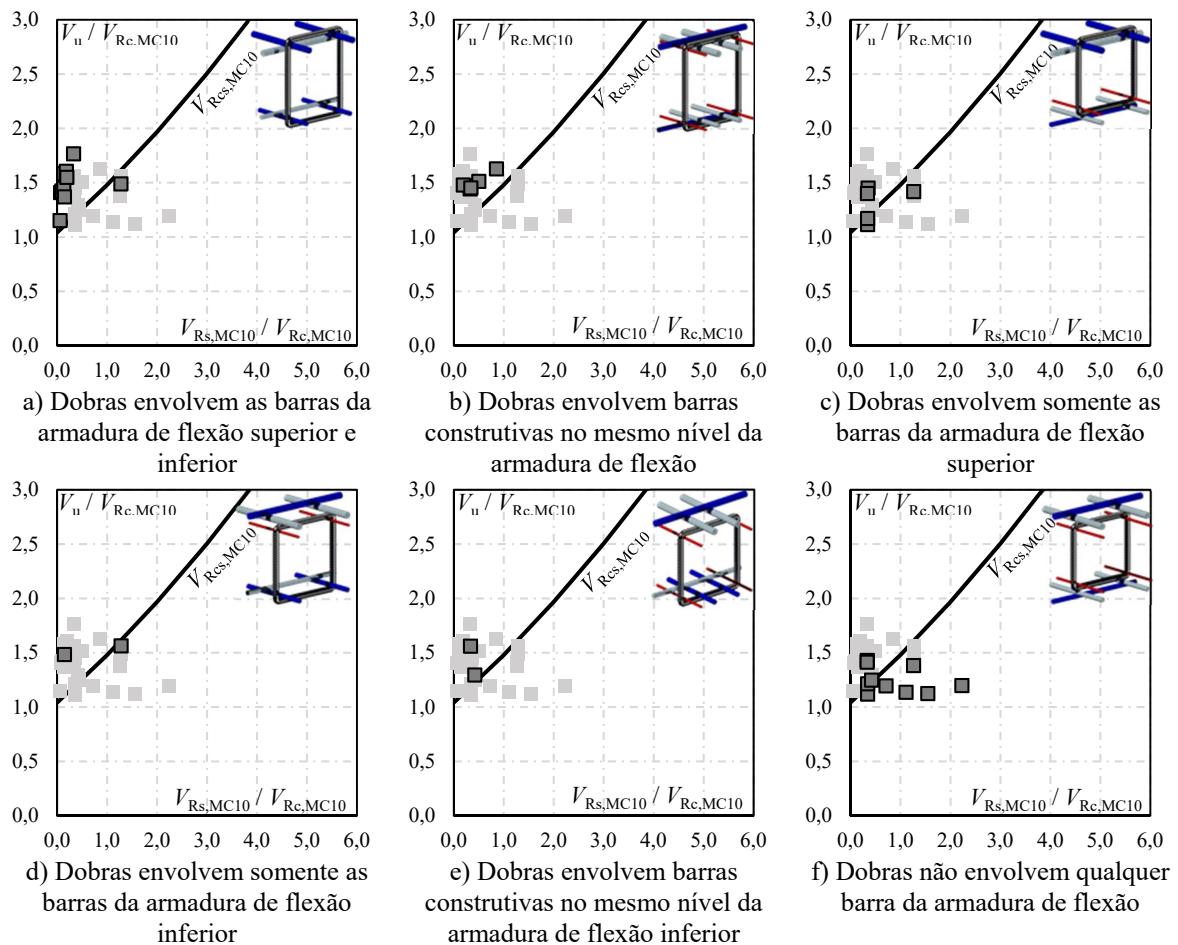 V_u / V_Rc,MC10
V_u / V_Rc,MC10
V_u / V_Rc,MC10
3,0
3,0
3,0
2,5
V_Rcs,MC10
2,5
V_Rcs,MC10
2,5
V_Rcs,MC10
2,0
2,0
2,0
1,5
1,5
1,5
1,0
1,0
1,0
0,5
0,5
0,5
V_Rs,MC10 / V_Rc,MC10
V_Rs,MC10 / V_Rc,MC10
V_Rs,MC10 / V_Rc,MC10
0,0
0,0
0,0
0,0 1,0 2,0 3,0 4,0 5,0 6,0
0,0 1,0 2,0 3,0 4,0 5,0 6,0
0,0 1,0 2,0 3,0 4,0 5,0 6,0
a) Dobras envolvem as barras da
armadura de flexão superior e
inferior
b) Dobras envolvem barras
construtivas no mesmo nível da
armadura de flexão
c) Dobras envolvem somente as
barras da armadura de flexão
superior
V_u / V_Rc,MC10
V_u / V_Rc,MC10
V_u / V_Rc,MC10
3,0
3,0
3,0
2,5
V_Rcs,MC10
2,5
V_Rcs,MC10
2,5
V_Rcs,MC10
2,0
2,0
2,0
1,5
1,5
1,5
1,0
1,0
1,0
0,5
0,5
0,5
V_Rs,MC10 / V_Rc,MC10
V_Rs,MC10 / V_Rc,MC10
V_Rs,MC10 / V_Rc,MC10
0,0
0,0
0,0
0,0 1,0 2,0 3,0 4,0 5,0 6,0
0,0 1,0 2,0 3,0 4,0 5,0 6,0
0,0 1,0 2,0 3,0 4,0 5,0 6,0
d) Dobras envolvem somente as
barras da armadura de flexão
inferior
e) Dobras envolvem barras
construtivas no mesmo nível da
armadura de flexão inferior
f) Dobras não envolvem qualquer
barra da armadura de flexão